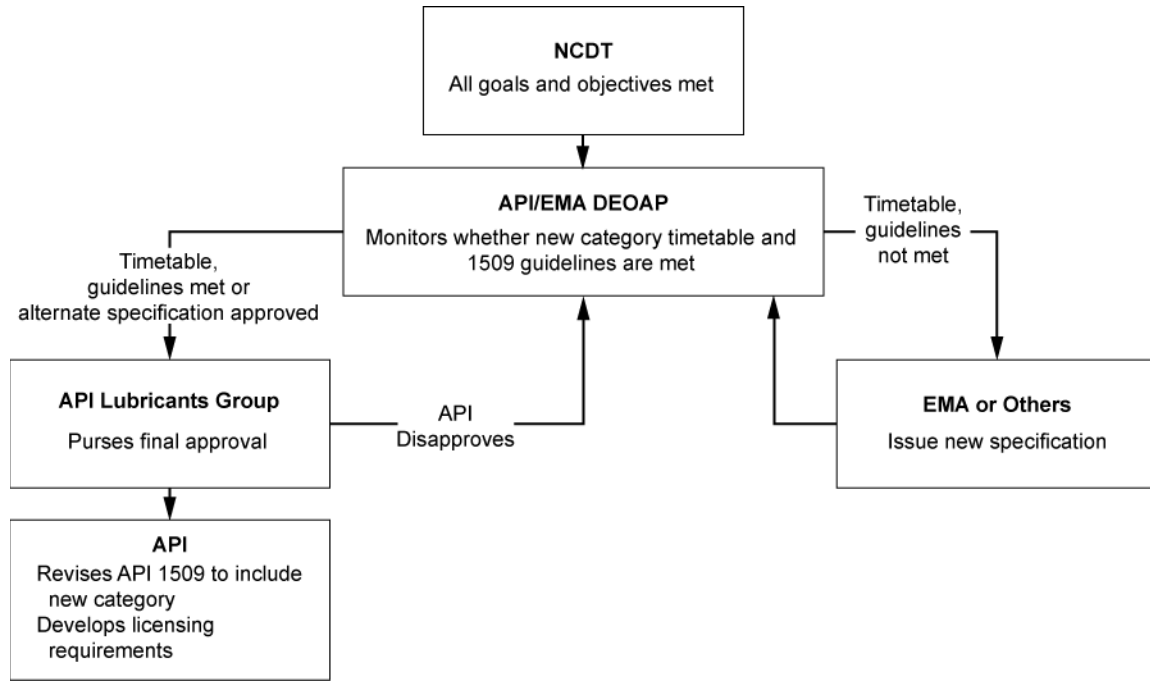 NCDT
All goals and objectives met
API/EMA DEOAP
Monitors whether new category timetable and
1509 guidelines are met
Timetable,
guidelines
not met
Timetable,
guidelines met or
alternate specification approved
API Lubricants Group
Purses final approval
API
Disapproves
EMA or Others
Issue new specification
API
Revises API 1509 to include
new category
Develops licensing
requirements